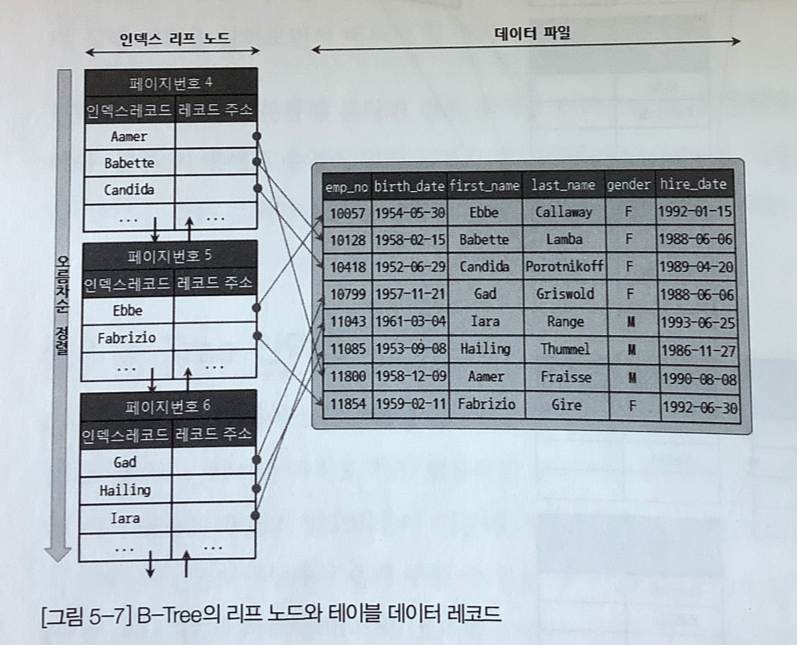 인덱스 리프 노드
데이터 파일
페이지번호 4
인덱스레코드 레코드 주소
Aamer
Babette
Candida
... ...
페이지번호 5
인덱스레코드 레코드 주소
Ebbe
Fabrizio
... ...
페이지번호 6
인덱스레코드 레코드 주소
Gad
Hailing
Iara
... ...
오름차순 정렬
emp_no birth_date first_name last_name gender hire_date
10057 1954-05-30 Ebbe Callaway F 1992-01-15
10128 1958-02-15 Babette Lamba F 1988-06-06
10418 1952-06-29 Candida Porotnikoff F 1989-04-20
10799 1957-11-21 Gad Griswold F 1988-06-06
11043 1961-03-04 Iara Range M 1993-06-25
11085 1953-09-08 Hailing Thummel M 1986-11-27
11800 1958-12-09 Aamer Fraisse M 1990-08-08
11854 1959-02-11 Fabrizio Gire F 1992-06-30
[그림 5-7] B-Tree의 리프 노드와 테이블 데이터 레코드